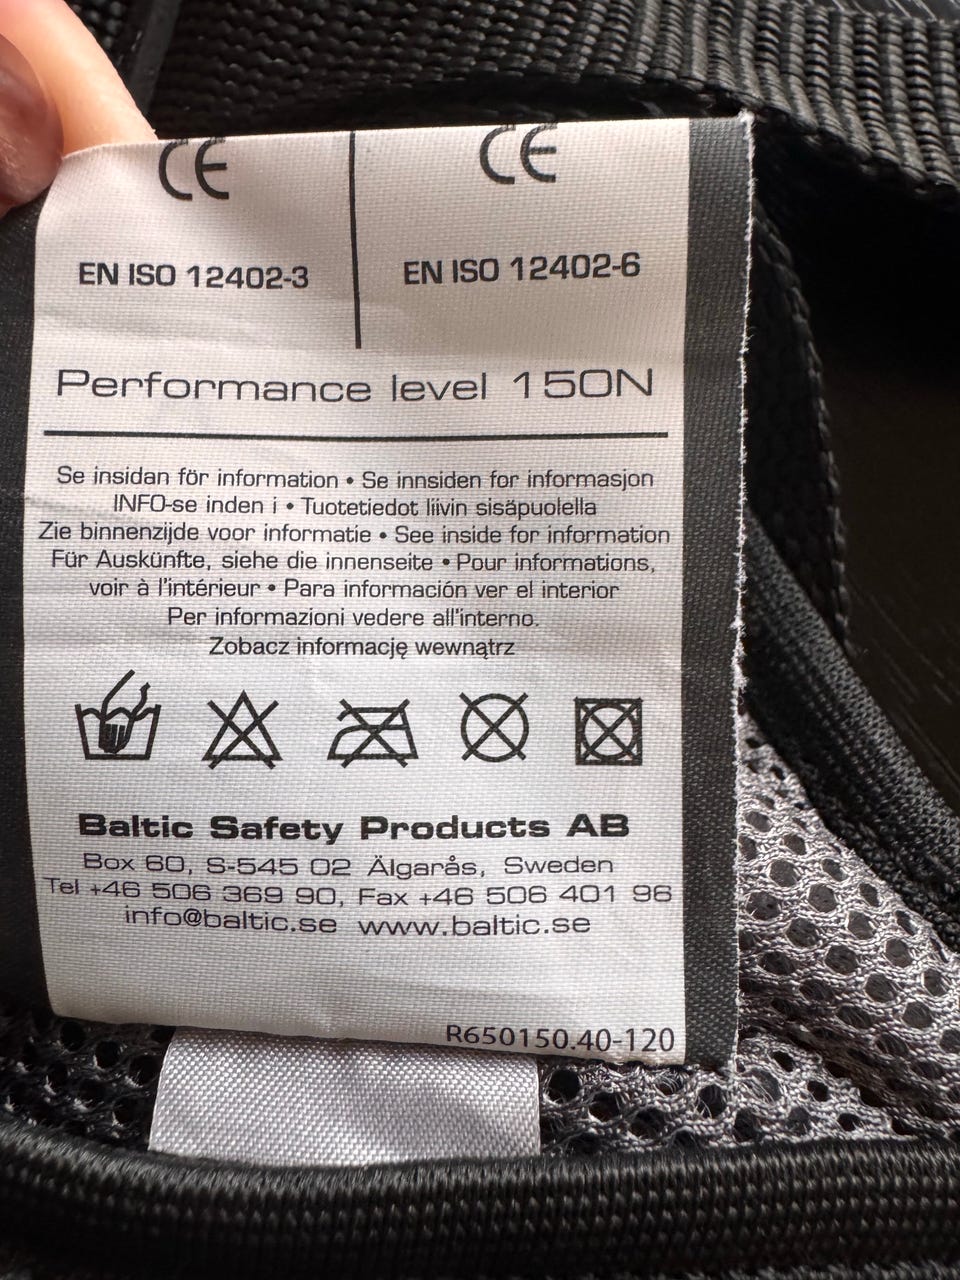 CE
CE
EN ISO 12402-3
EN ISO 12402-6
Performance level 150N
Se insidan för information • Se innsiden for informasjon
INFO-se inden i • Tuotetiedot liivin sisäpuolella
Zie binnenzijde voor informatie • See inside for information
Für Auskünfte, siehe die innenseite • Pour informations,
voir à l'intérieur • Para información ver el interior
Per informazioni vedere all'interno.
Zobacz informację wewnątrz
Baltic Safety Products AB
Box 60, S-545 02 Älgarås, Sweden
Tel +46 506 369 90, Fax +46 506 401 96
info@baltic.se www.baltic.se
R650150.40-120